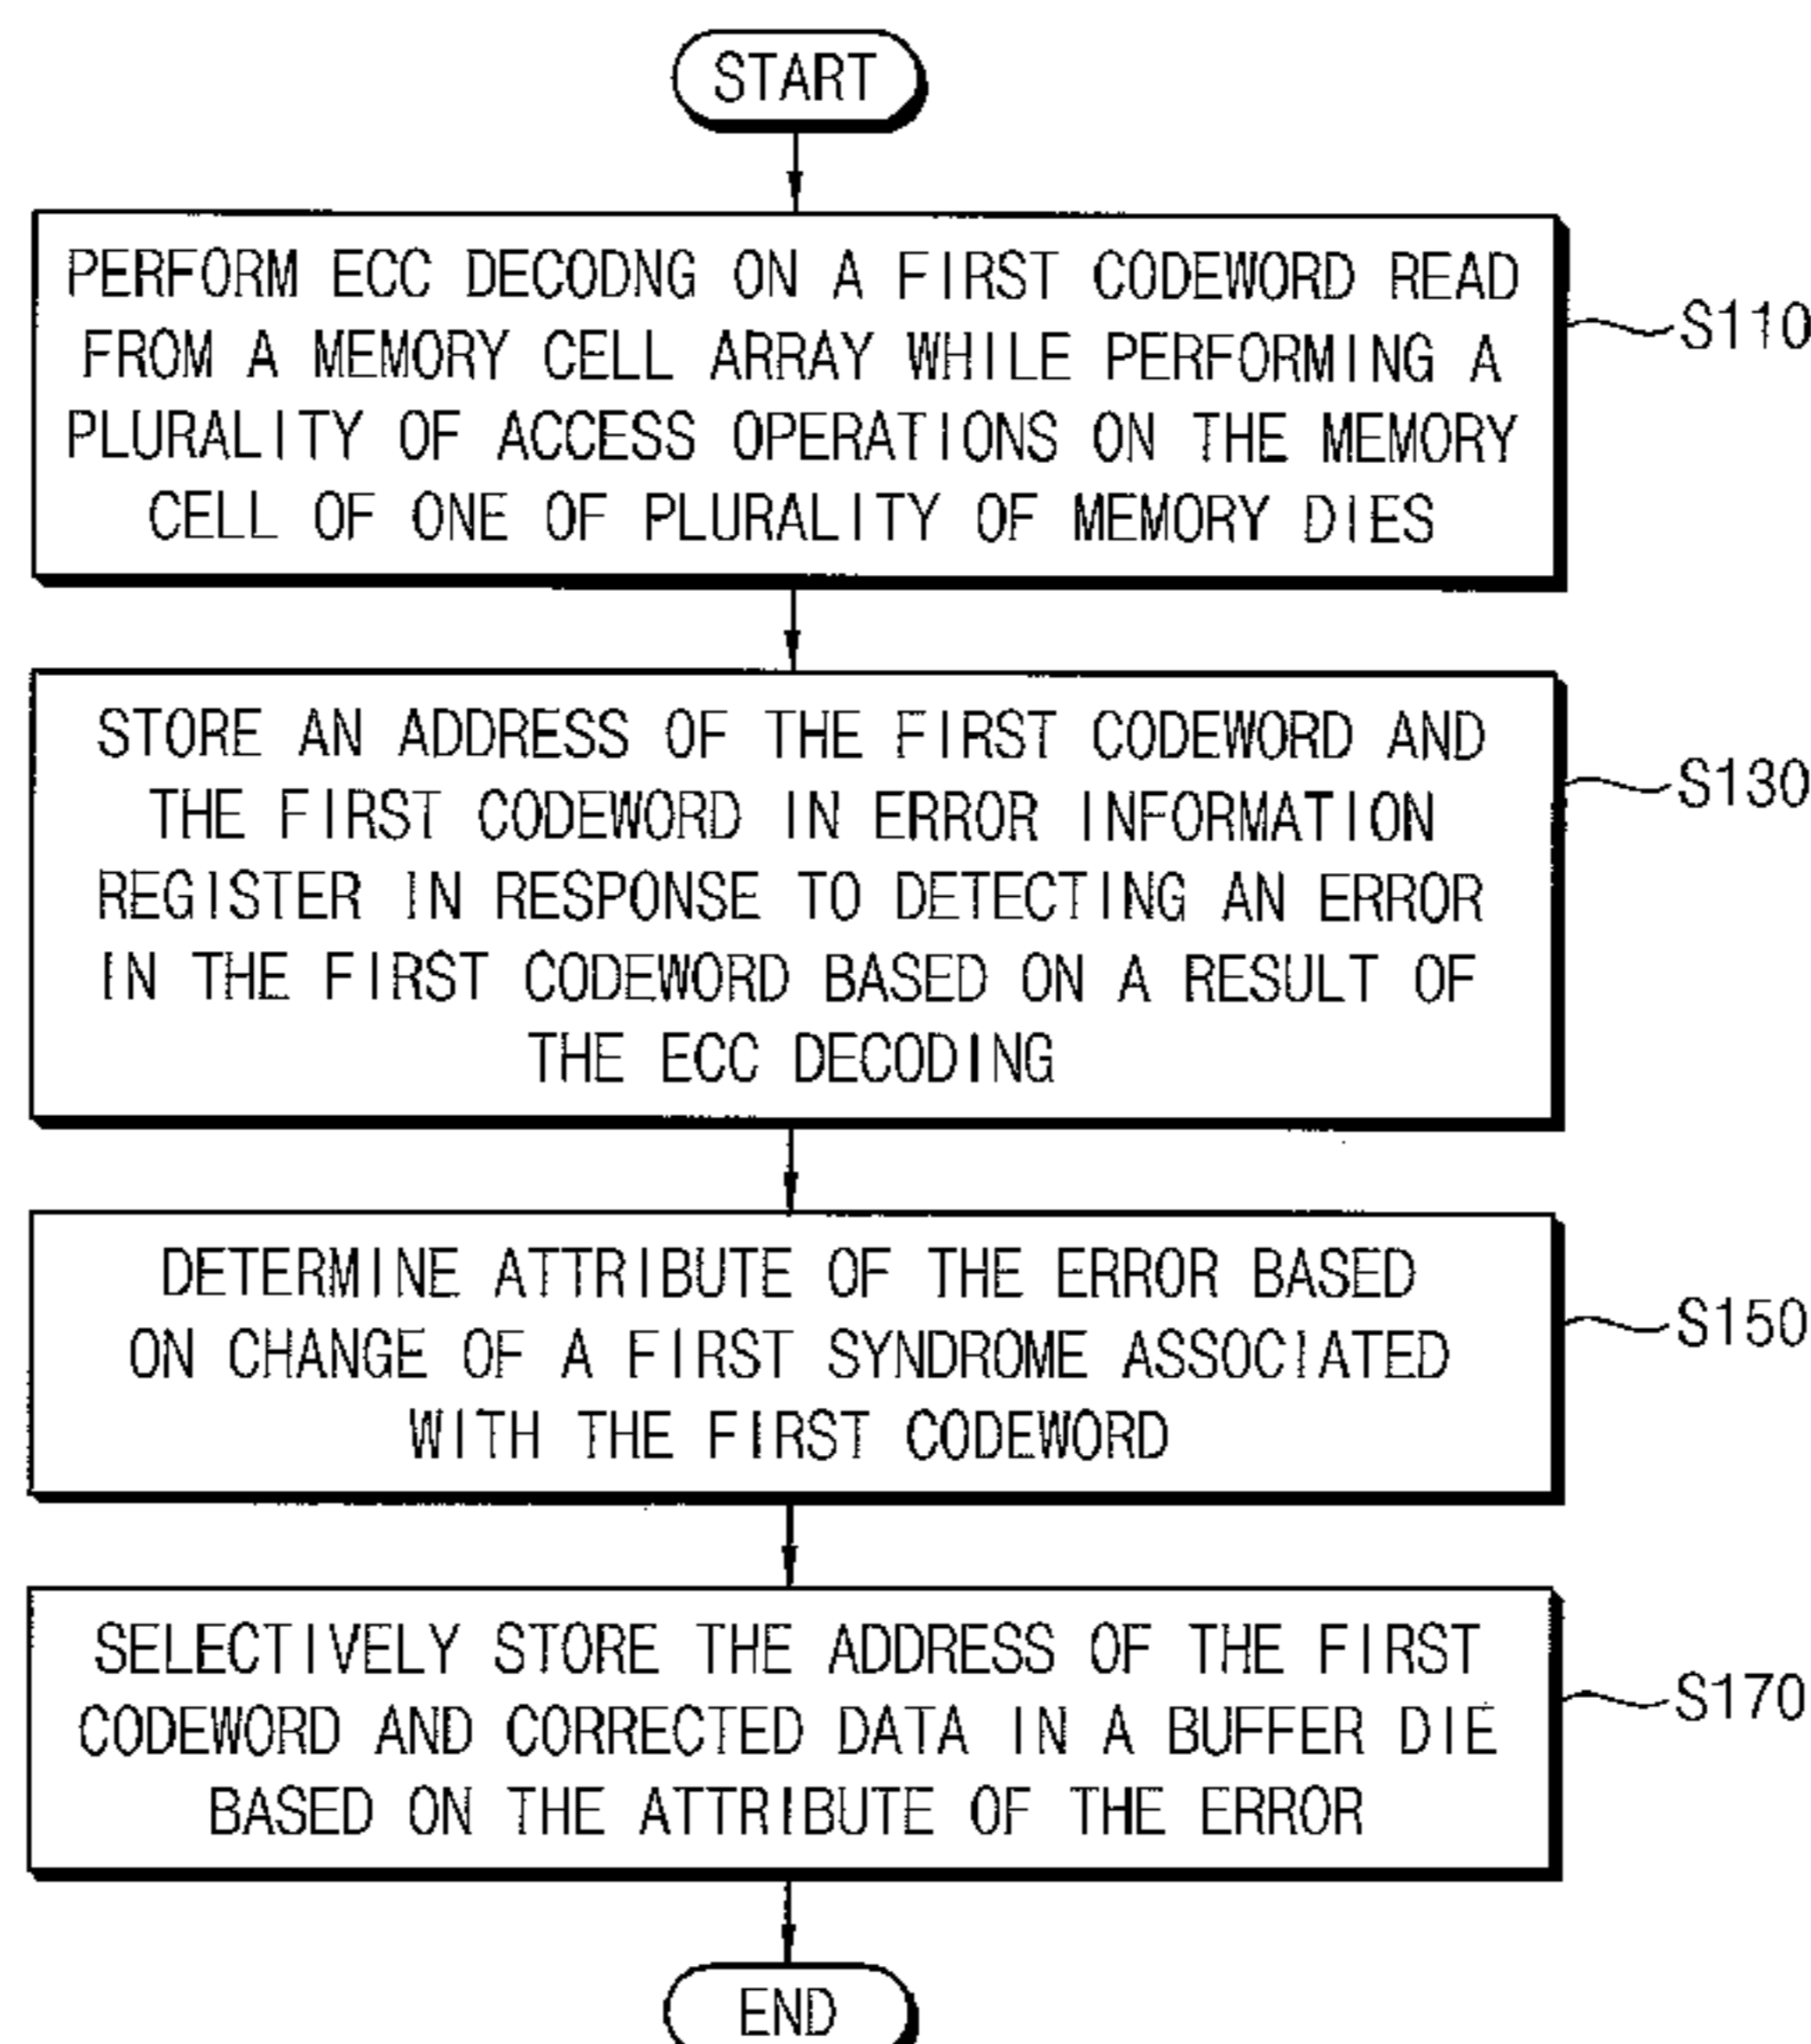 START
PERFORM ECC DECODNG ON A FIRST CODEWORD READ
FROM A MEMORY CELL ARRAY WHILE PERFORMING A
PLURALITY OF ACCESS OPERATIONS ON THE MEMORY
CELL OF ONE OF PLURALITY OF MEMORY DIES
S110
STORE AN ADDRESS OF THE FIRST CODEWORD AND
THE FIRST CODEWORD IN ERROR INFORMATION
REGISTER IN RESPONSE TO DETECTING AN ERROR
IN THE FIRST CODEWORD BASED ON A RESULT OF
THE ECC DECODING
S130
DETERMINE ATTRIBUTE OF THE ERROR BASED
ON CHANGE OF A FIRST SYNDROME ASSOCIATED
WITH THE FIRST CODEWORD
S150
SELECTIVELY STORE THE ADDRESS OF THE FIRST
CODEWORD AND CORRECTED DATA IN A BUFFER DIE
BASED ON THE ATTRIBUTE OF THE ERROR
S170
END